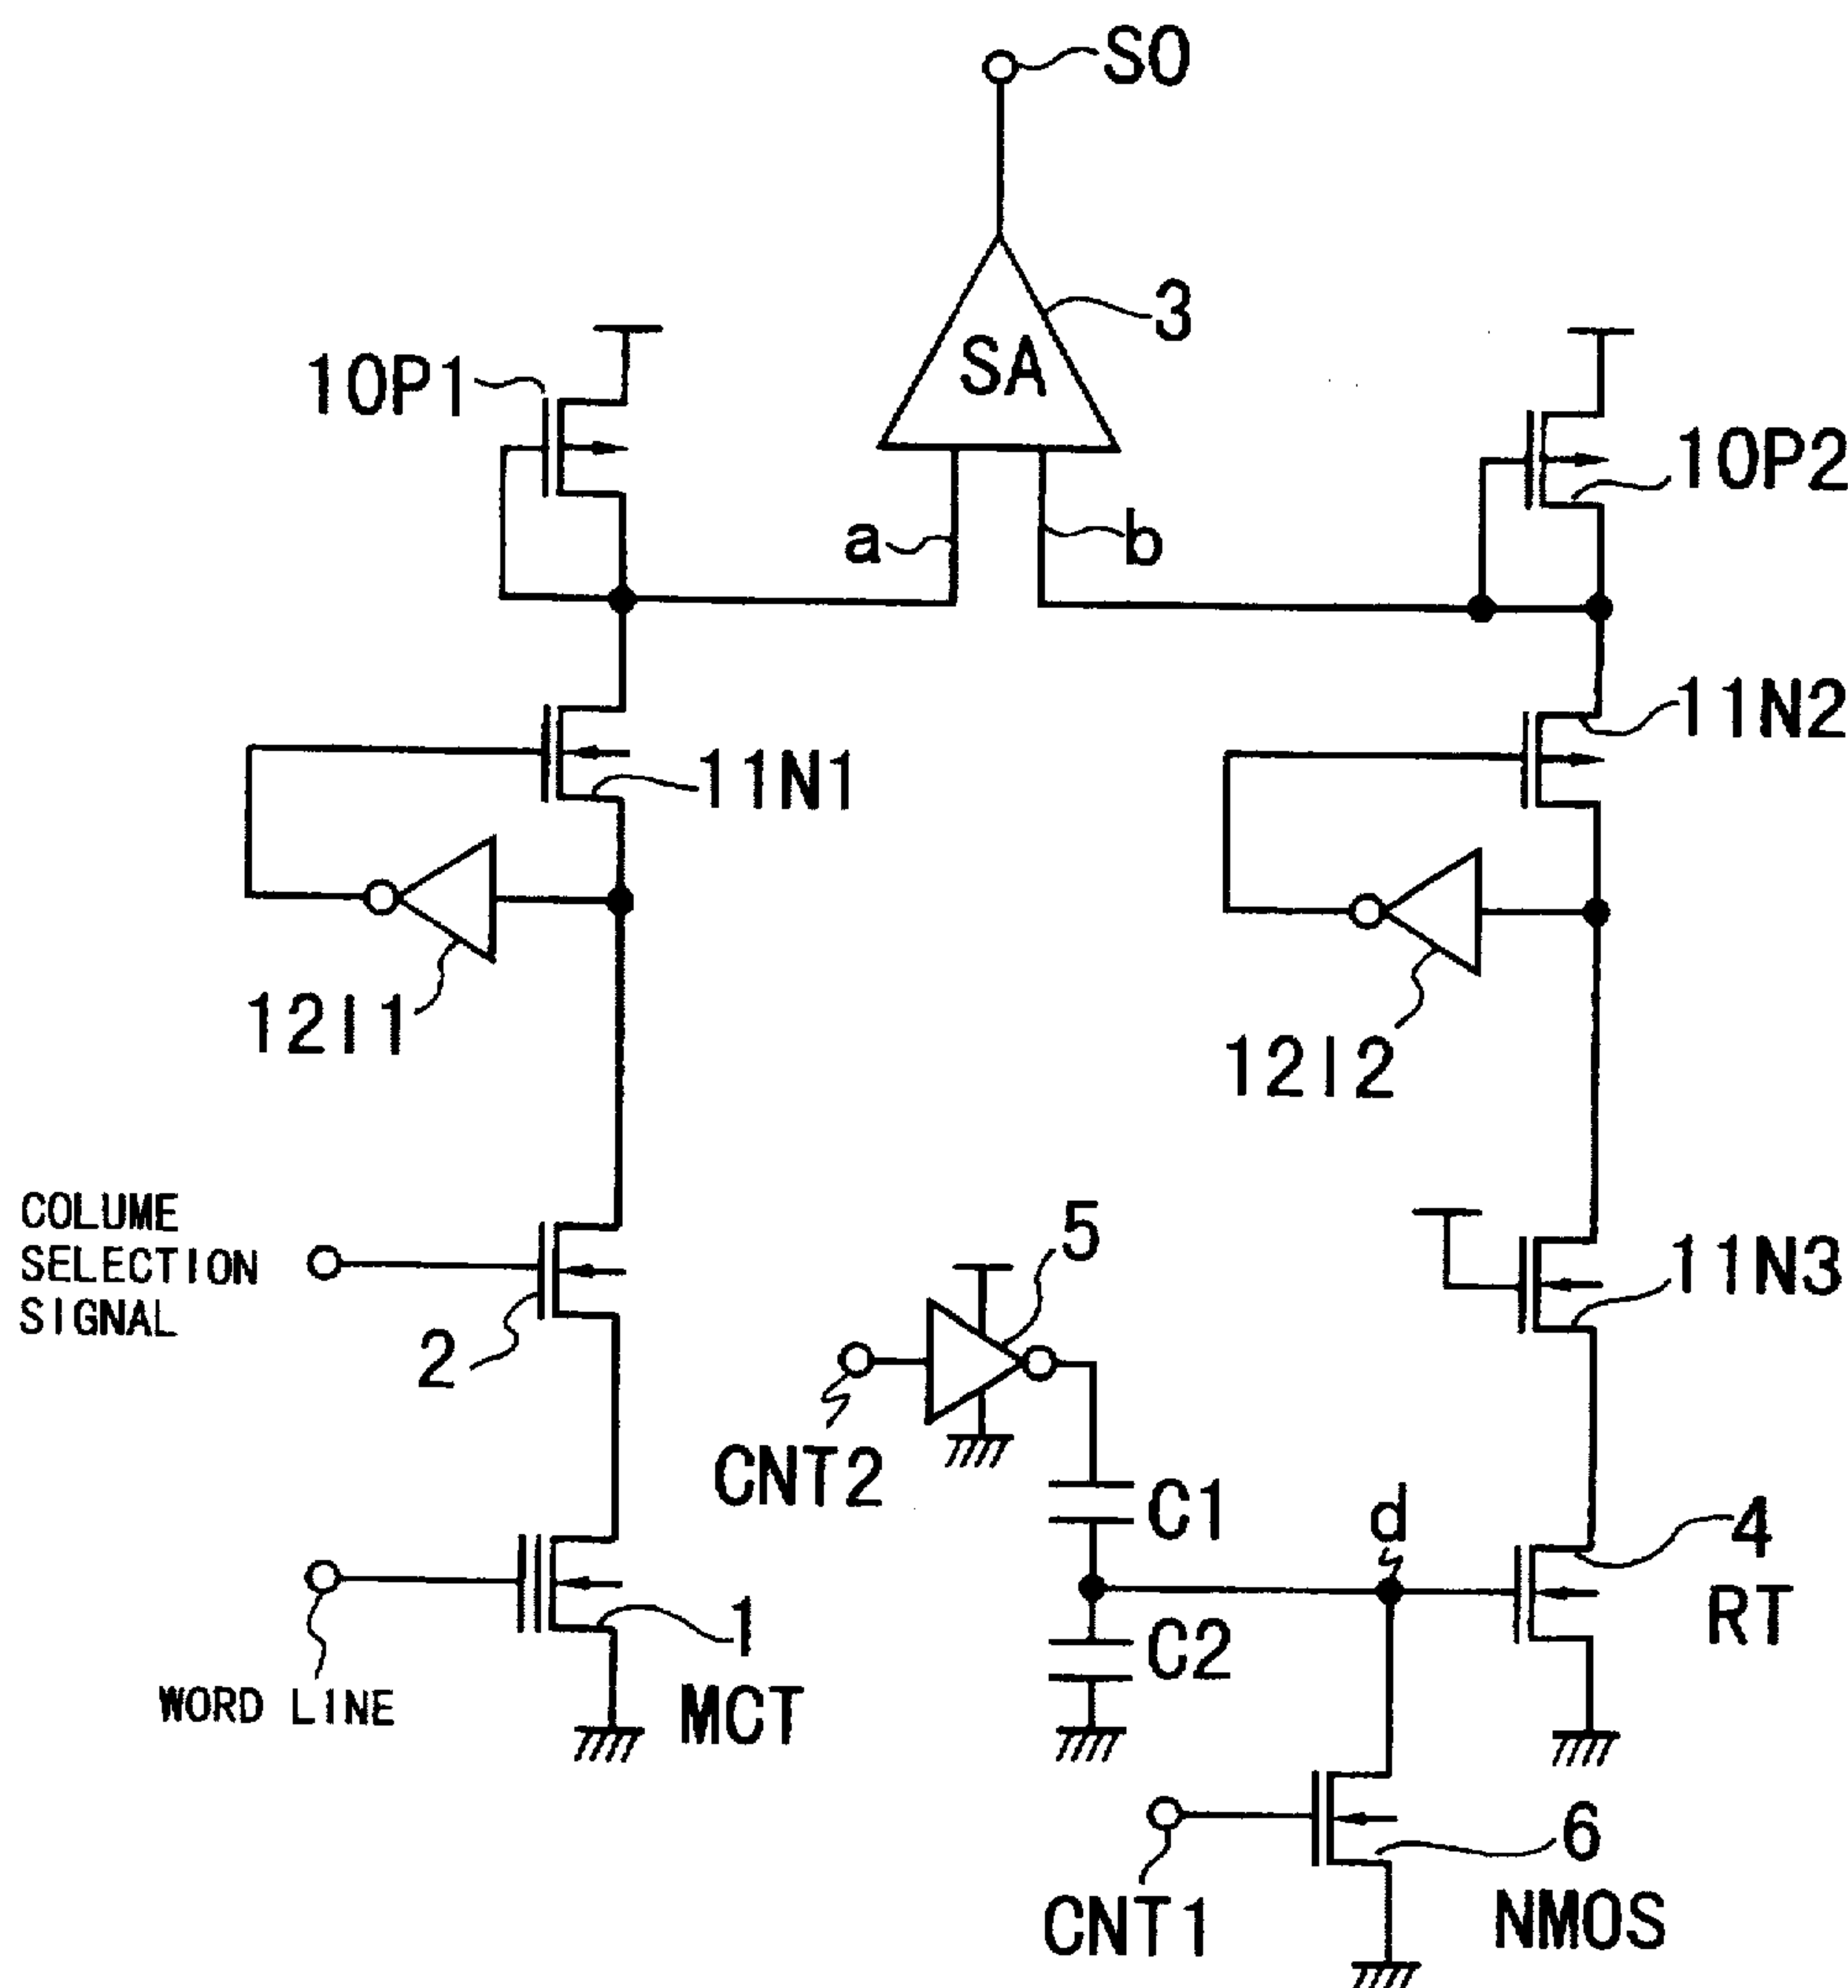 SO
3
SA
10P1
10P2
a
b
11N1
11N2
12I1
12I2
COLUME
SELECTION
SIGNAL
2
5
11N3
CNT2
C1
d
4
RT
C2
1
MCT
WORD LINE
6
NMOS
CNT1